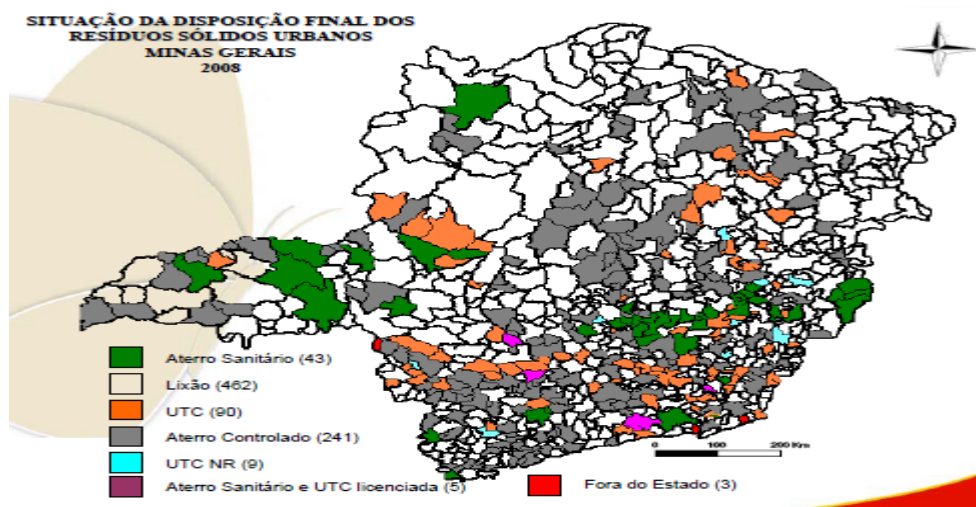 SITUAÇÃO DA DISPOSIÇÃO FINAL DOS
RESÍDUOS SÓLIDOS URBANOS
MINAS GERAIS
2008
Aterro Sanitário (43)
Lixão (462)
UTC (90)
Aterro Controlado (241)
UTC NR (9)
Aterro Sanitário e UTC licenciada (5)
Fora do Estado (3)
0 100 200 Km